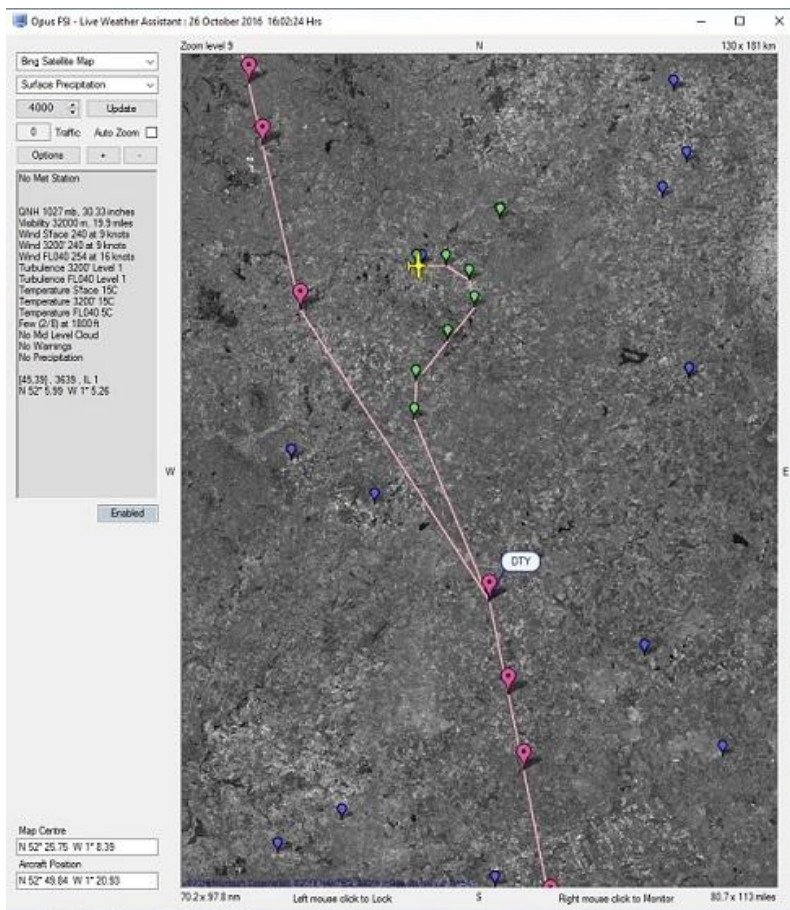 Opus FSI - Live Weather Assistant : 26 October 2016 16:02:24 Hrs
Zoom level 9 N 130 x 181 km
Bing Satellite Map
Surface Precipitation
4000 Update
0 Traffic Auto Zoom
Options + -
No Met Station
QNH 1027 mb, 30.33 inches
Visibility 32000 m, 19.9 miles
Wind Sface 240 at 9 knots
Wind 3200' 240 at 9 knots
Wind FL040 254 at 16 knots
Turbulence 3200' Level 1
Turbulence FL040 Level 1
Temperature Sface 15C
Temperature 3200' 15C
Temperature FL040 5C
Few (2/8) at 1800 ft
No Mid Level Cloud
No Warnings
No Precipitation
[45,39] , 3639 , IL 1
N 52° 5.99 W 1° 5.26
W
E
Enabled
DTY
Map Centre
N 52° 25.75 W 1° 8.39
Aircraft Position
N 52° 49.84 W 1° 20.93
70.2 x 97.8 nm Left mouse click to Lock S Right mouse click to Monitor 80.7 x 113 miles